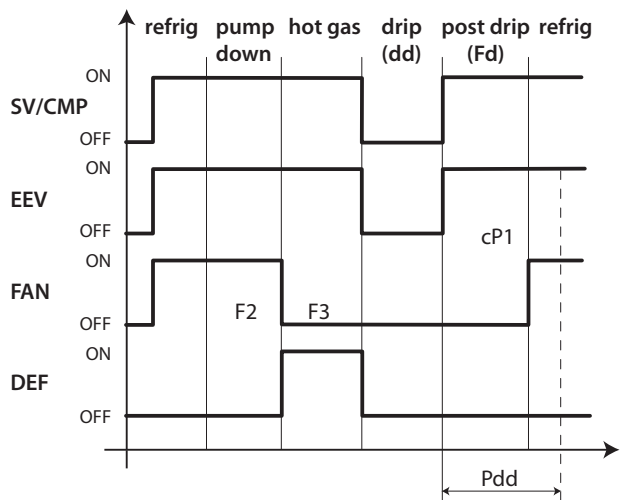 refrig pump down hot gas drip (dd) post drip (Fd) refrig
ON
SV/CMP
OFF
ON
EEV
OFF
cP1
ON
FAN
F2 F3
OFF
ON
DEF
OFF
Pdd